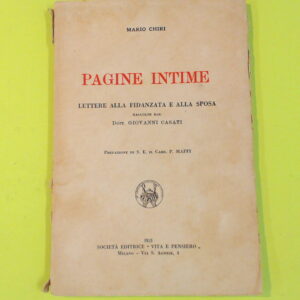 MARIO CHIRI
PAGINE INTIME
LETTERE ALLA FIDANZATA E ALLA SPOSA
RACCOLTE DAL
DOTT. GIOVANNI CASATI
PREFAZIONE DI S. E. IL CARD. P. MAFFI
SOCIETÀ EDITRICE "VITA E PENSIERO"
MILANO - VIA S. AGNESE, 4